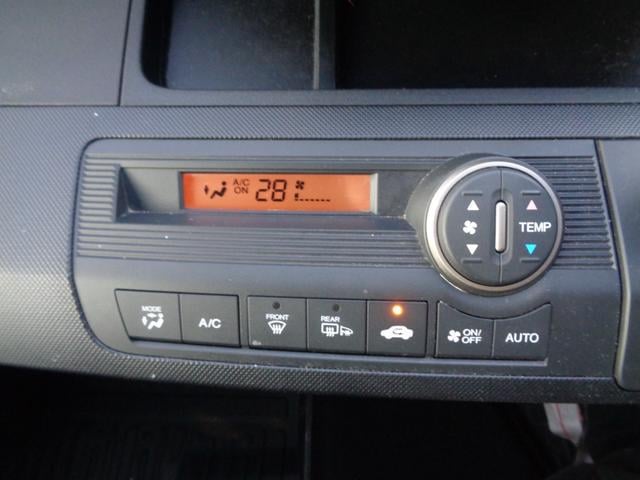 A/C
ON 28
TEMP
MODE
A/C
FRONT
REAR
ON/
OFF
AUTO